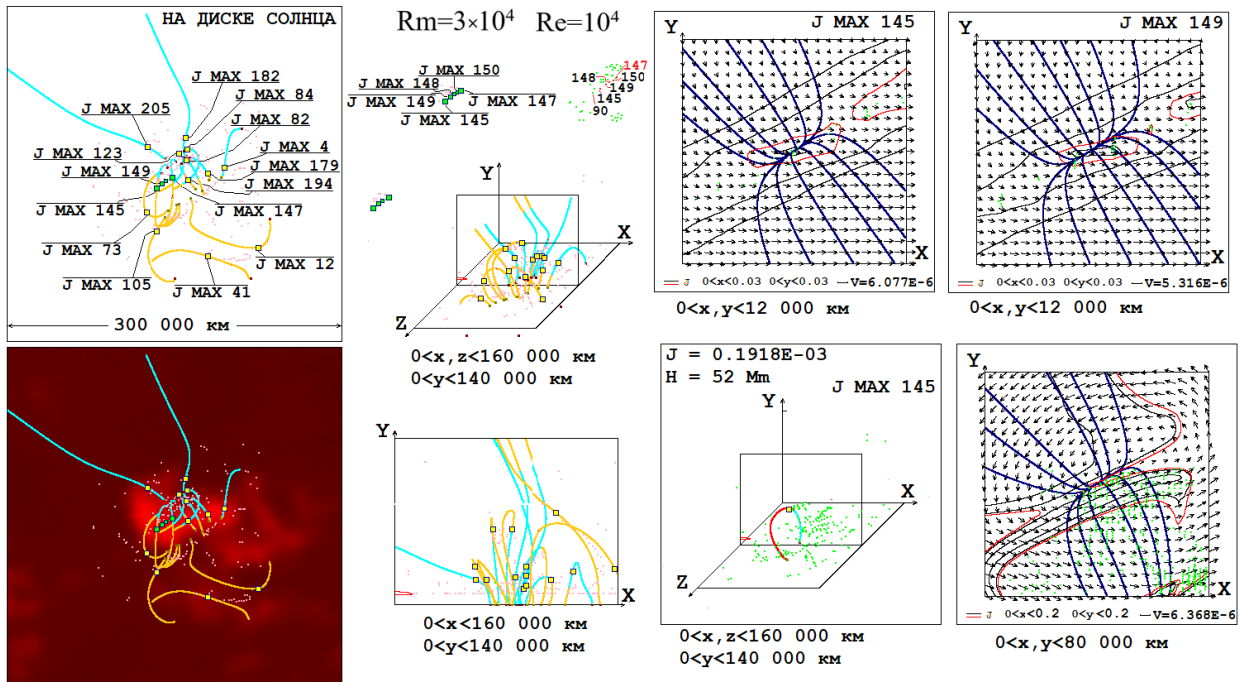 НА ДИСКЕ СОЛНЦА
J MAX 182
J MAX 84
J MAX 205
J MAX 82
J MAX 123
J MAX 4
J MAX 149
J MAX 179
J MAX 194
J MAX 145
J MAX 147
J MAX 73
J MAX 12
J MAX 105
J MAX 41
300 000 км
Rm=3×10⁴ Re=10⁴
J MAX 150
J MAX 148
J MAX 149
J MAX 147
J MAX 145
147
148
150
149
145
90
Y
X
Z
0<x,z<160 000 км
0<y<140 000 км
Y
X
0<x<160 000 км
0<y<140 000 км
J MAX 145
Y
X
J 0<x<0.03 0<y<0.03 V=6.077E-6
0<x,y<12 000 км
J MAX 149
Y
X
J 0<x<0.03 0<y<0.03 V=5.316E-6
0<x,y<12 000 км
J = 0.1918E-03
H = 52 Mm
J MAX 145
Y
X
Z
0<x,z<160 000 км
0<y<140 000 км
Y
X
J 0<x<0.2 0<y<0.2 V=6.368E-6
0<x,y<80 000 км